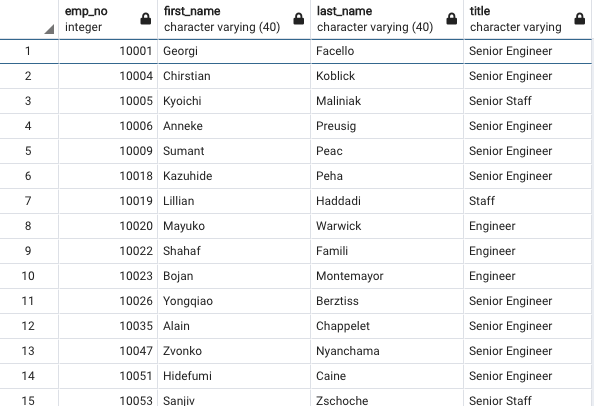 emp_no first_name last_name title
integer character varying (40) character varying (40) character varying
1 10001 Georgi Facello Senior Engineer
2 10004 Chirstian Koblick Senior Engineer
3 10005 Kyoichi Maliniak Senior Staff
4 10006 Anneke Preusig Senior Engineer
5 10009 Sumant Peac Senior Engineer
6 10018 Kazuhide Peha Senior Engineer
7 10019 Lillian Haddadi Staff
8 10020 Mayuko Warwick Engineer
9 10022 Shahaf Famili Engineer
10 10023 Bojan Montemayor Engineer
11 10026 Yongqiao Berztiss Senior Engineer
12 10035 Alain Chappelet Senior Engineer
13 10047 Zvonko Nyanchama Senior Engineer
14 10051 Hidefumi Caine Senior Engineer
15 10053 Sanjiv Zschoche Senior Staff